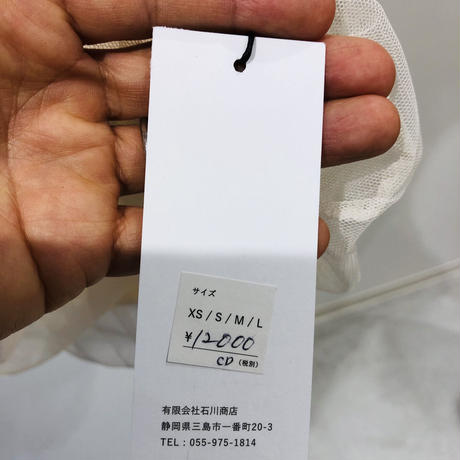 サイズ
XS / S / M / L
¥12000
CD (税別)
有限会社石川商店
静岡県三島市一番町20-3
TEL : 055-975-1814